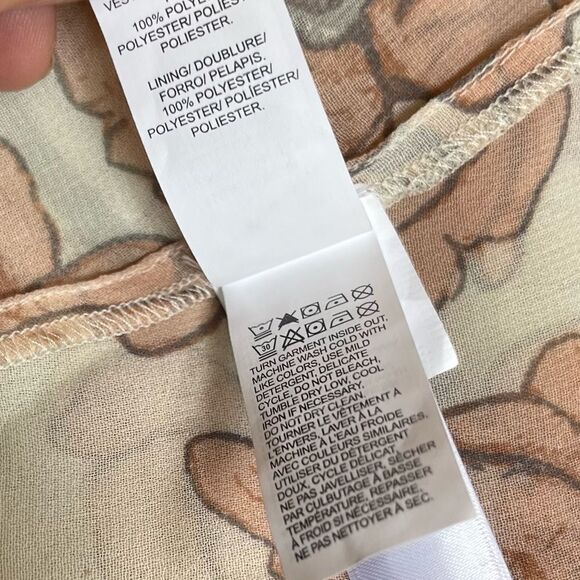 VES
100% POLYESTER/
POLYESTER/ POLIÉSTER/
POLIESTER.
LINING/ DOUBLURE/
FORRO/ PELAPIS.
100% POLYESTER/
POLYESTER/ POLIÉSTER/
POLIESTER.
30
TURN GARMENT INSIDE OUT,
MACHINE WASH COLD WITH
LIKE COLORS, USE MILD
DETERGENT, DELICATE
CYCLE, DO NOT BLEACH,
TUMBLE DRY LOW, COOL
IRON IF NECESSARY
DO NOT DRY CLEAN.
TOURNER LE VÊTEMENT À
L'ENVERS, LAVER À LA
MACHINE À L'EAU FROIDE
AVEC COULEURS SIMILAIRES,
UTILISER DU DETERGENT
DOUX, CYCLE DÉLICAT,
NE PAS JAVELLISER, SÉCHER
PAR CULBUTAGE À BASSE
TEMPÉRATURE, REPASSER
À FROID SI NÉCESSAIRE
NE PAS NETTOYER À SEC.